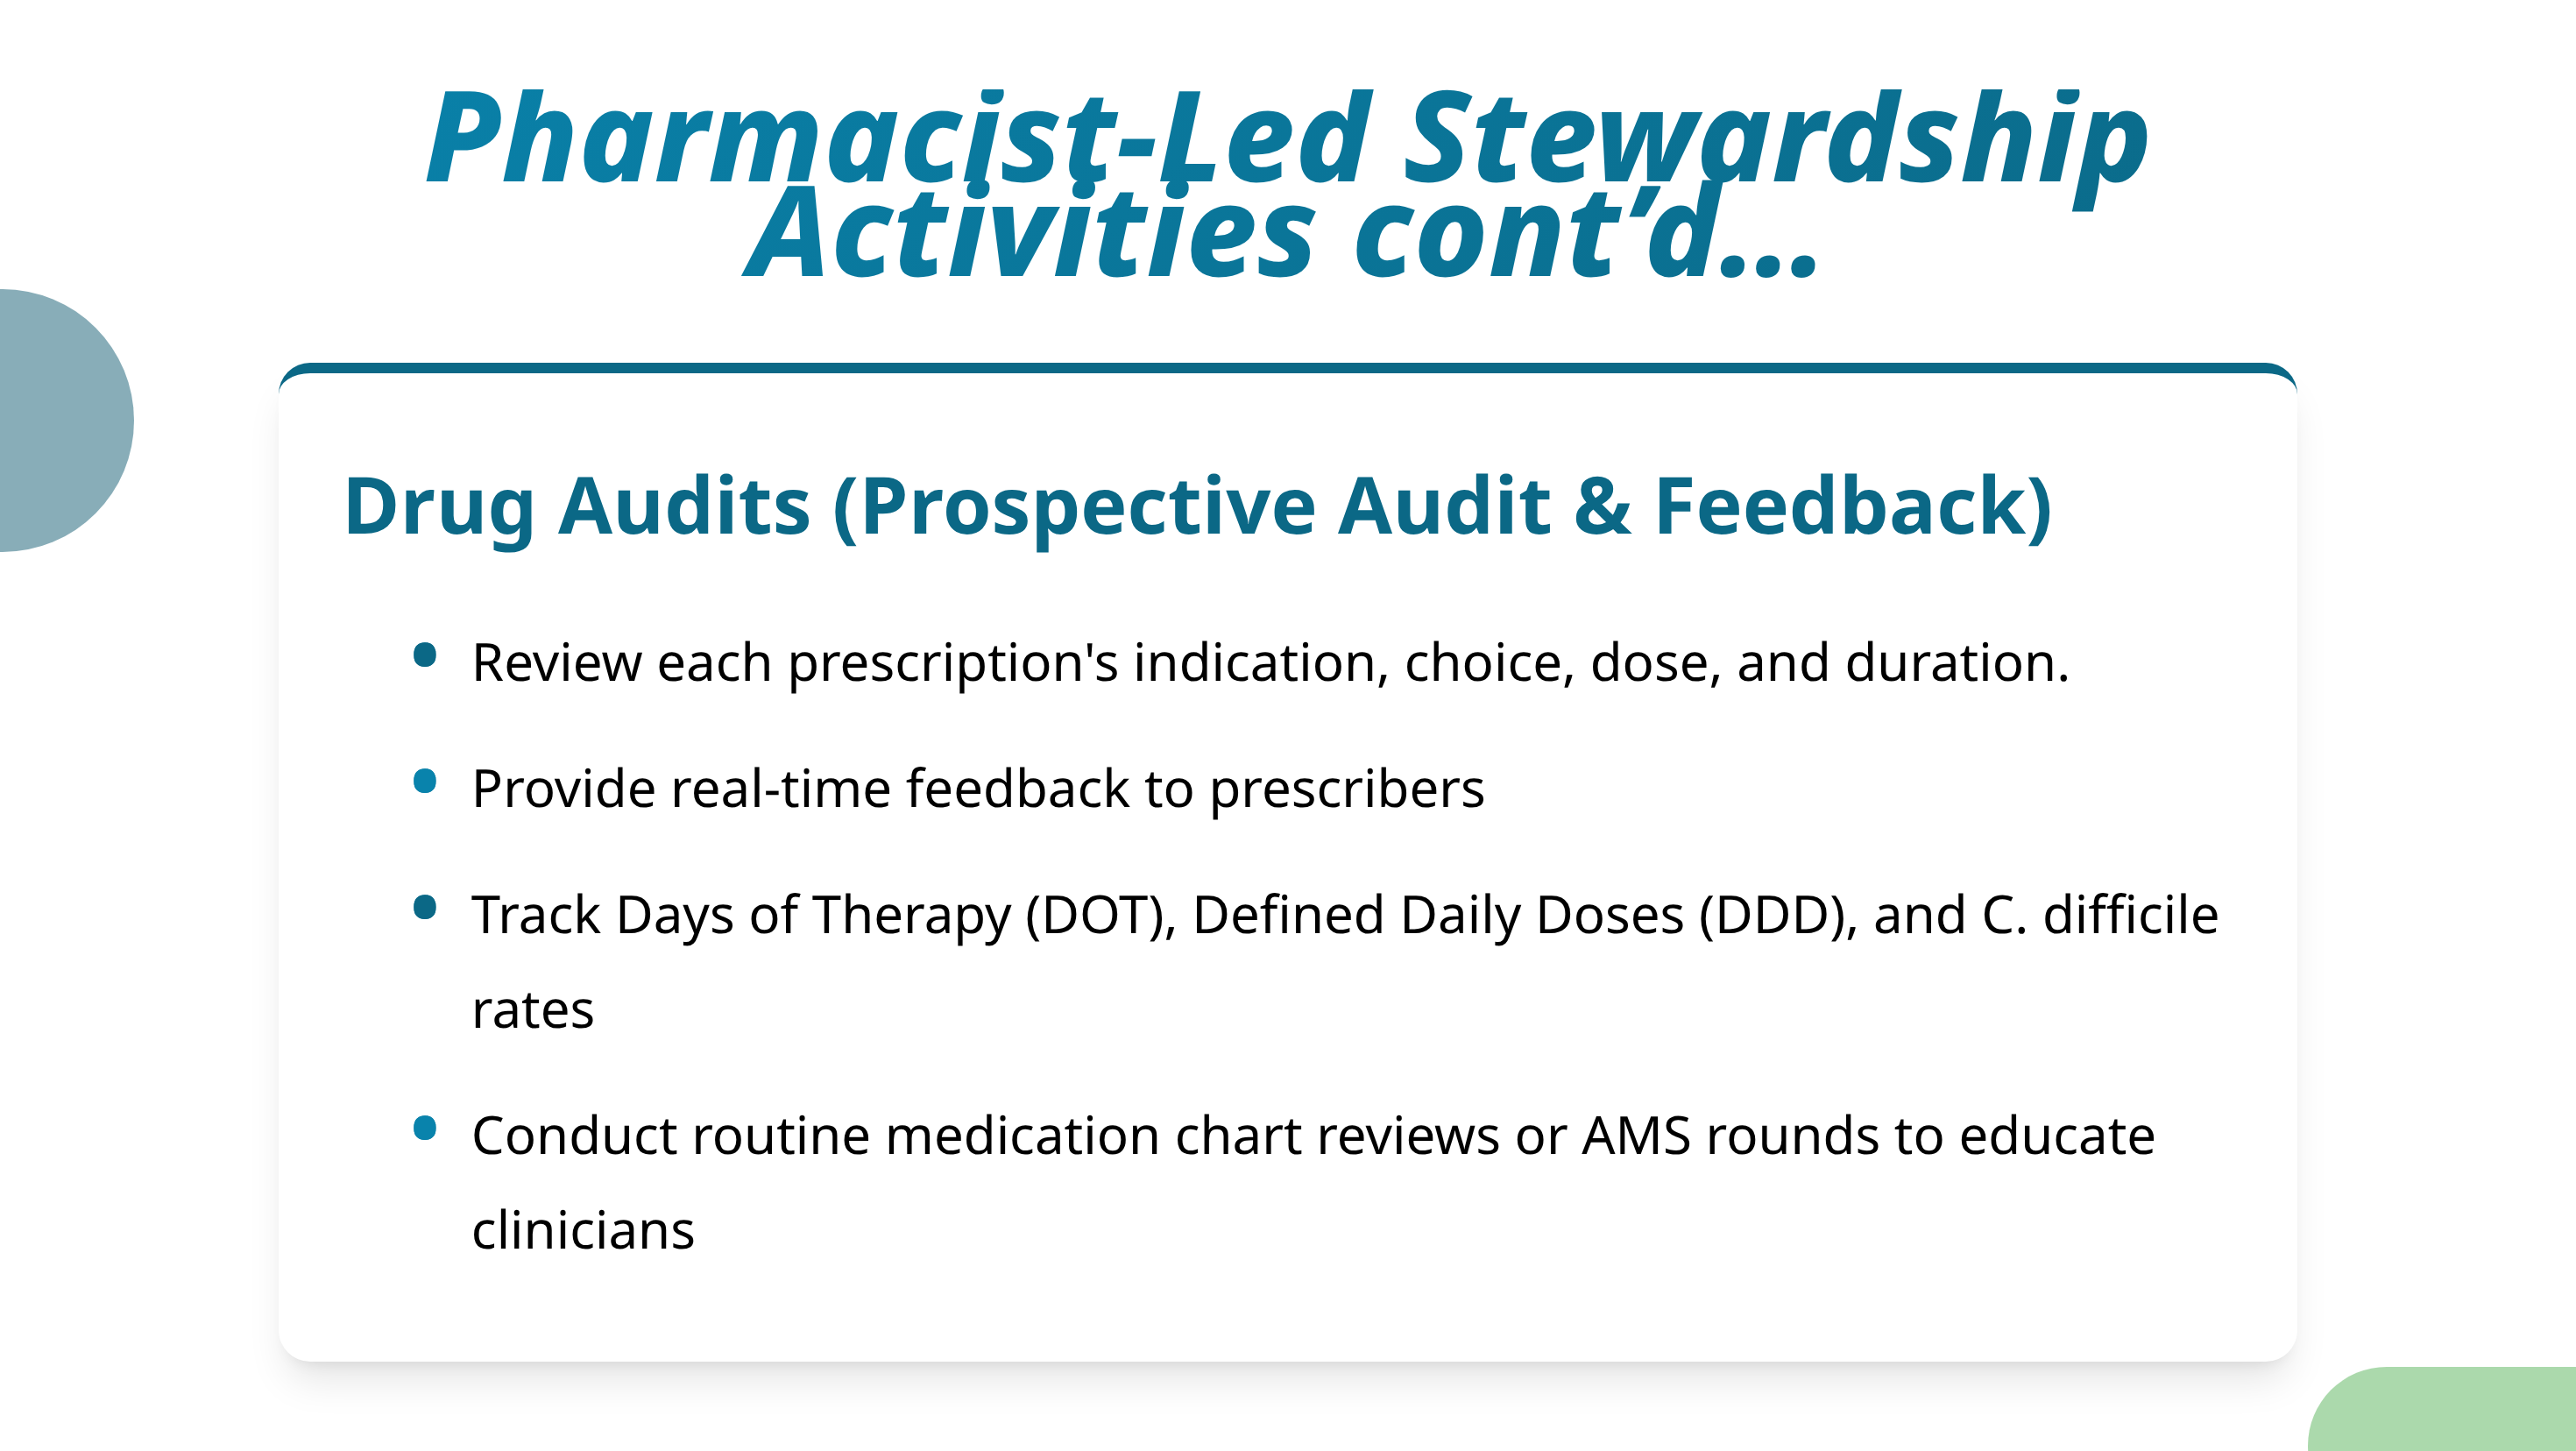 Pharmacist-Led Stewardship
Activities cont’d...
Drug Audits (Prospective Audit & Feedback)
• Review each prescription's indication, choice, dose, and duration.
• Provide real-time feedback to prescribers
• Track Days of Therapy (DOT), Defined Daily Doses (DDD), and C. difficile
rates
• Conduct routine medication chart reviews or AMS rounds to educate
clinicians